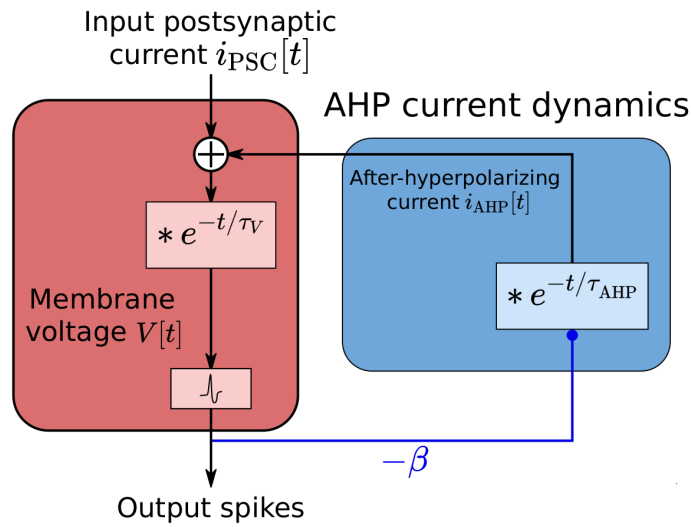 Input postsynaptic
current i_PSC[t]
AHP current dynamics
+
After-hyperpolarizing
current i_AHP[t]
* e^{-t/τ_V}
* e^{-t/τ_AHP}
Membrane
voltage V[t]
-β
Output spikes